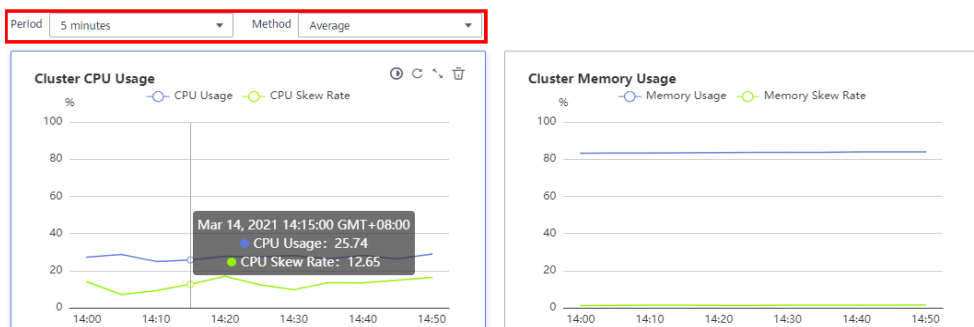 Period 5 minutes Method Average
Cluster CPU Usage
CPU Usage CPU Skew Rate
%
100
80
60
40
20
0
14:00 14:10 14:20 14:30 14:40 14:50
Mar 14, 2021 14:15:00 GMT+08:00
CPU Usage: 25.74
CPU Skew Rate: 12.65
Cluster Memory Usage
Memory Usage Memory Skew Rate
%
100
80
60
40
20
0
14:00 14:10 14:20 14:30 14:40 14:50